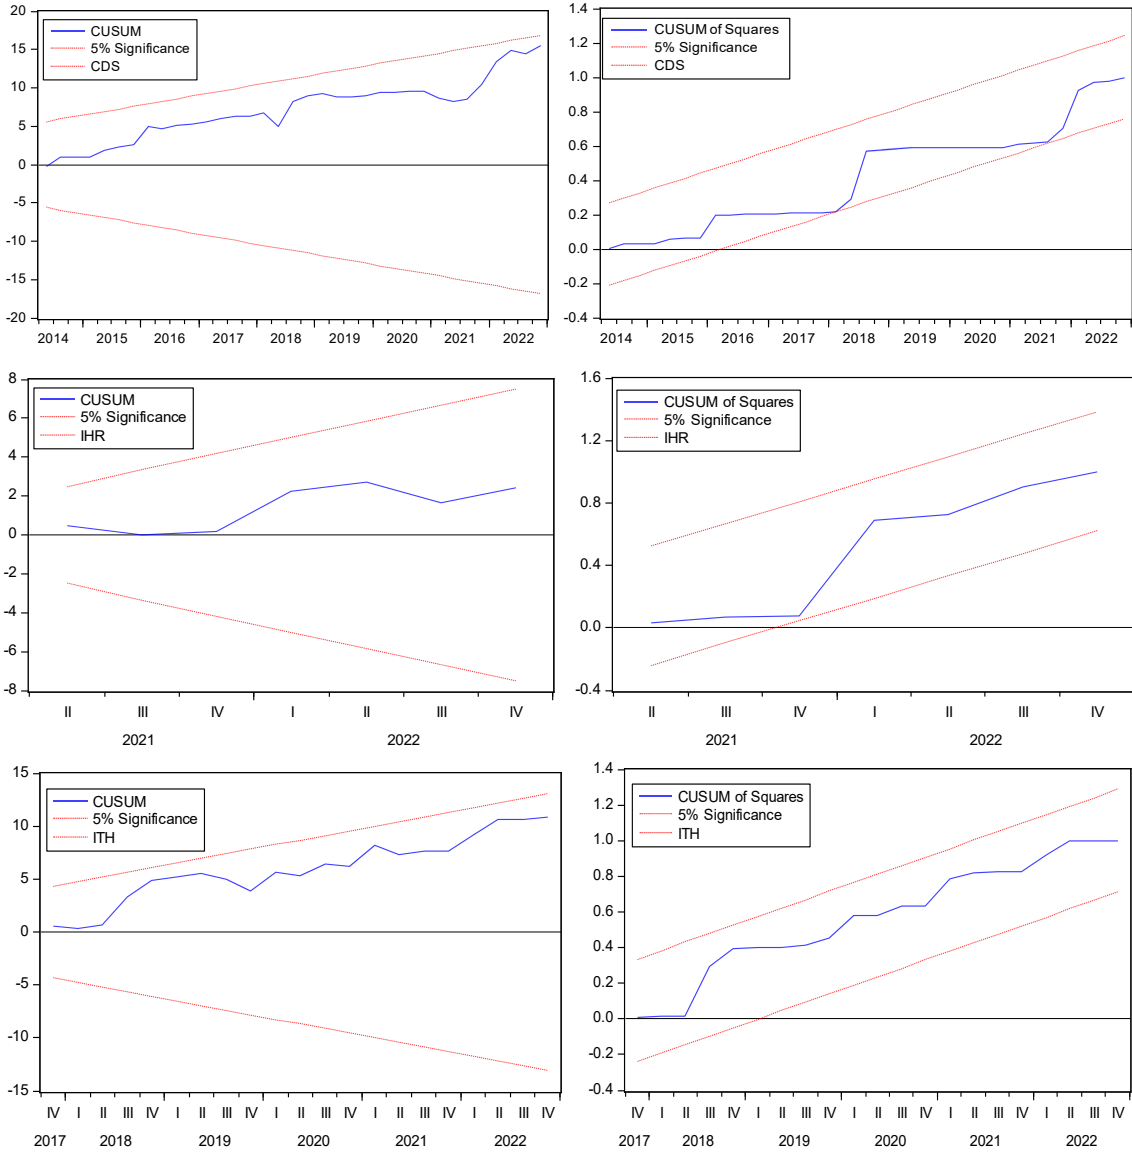 20
15
10
5
0
-5
-10
-15
-20
CUSUM
5% Significance
CDS
2014 2015 2016 2017 2018 2019 2020 2021 2022
1.4
1.2
1.0
0.8
0.6
0.4
0.2
0.0
-0.2
-0.4
CUSUM of Squares
5% Significance
CDS
2014 2015 2016 2017 2018 2019 2020 2021 2022
8
6
4
2
0
-2
-4
-6
-8
CUSUM
5% Significance
IHR
II III IV I II III IV
2021 2022
1.6
1.2
0.8
0.4
0.0
-0.4
CUSUM of Squares
5% Significance
IHR
II III IV I II III IV
2021 2022
15
10
5
0
-5
-10
-15
CUSUM
5% Significance
ITH
IV I II III IV I II III IV I II III IV I II III IV I II III IV
2017 2018 2019 2020 2021 2022
1.4
1.2
1.0
0.8
0.6
0.4
0.2
0.0
-0.2
-0.4
CUSUM of Squares
5% Significance
ITH
IV I II III IV I II III IV I II III IV I II III IV I II III IV
2017 2018 2019 2020 2021 2022